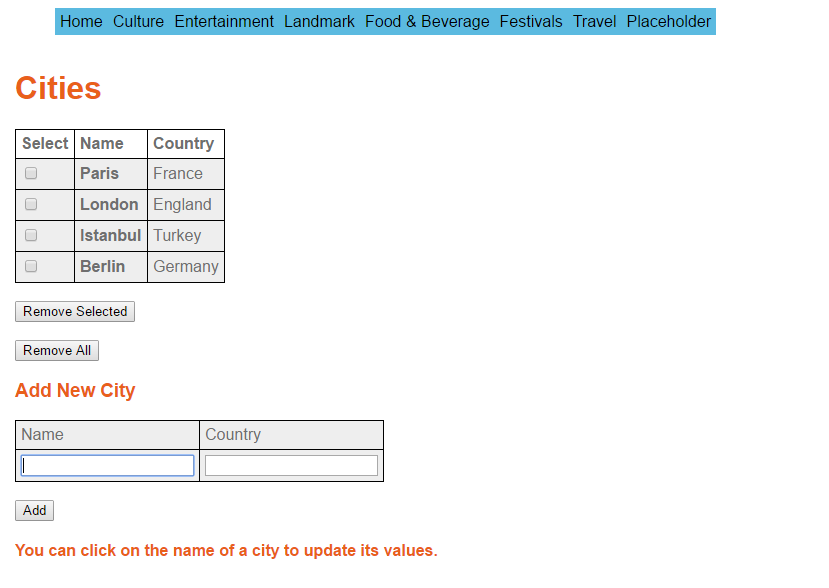 Home Culture Entertainment Landmark Food & Beverage Festivals Travel Placeholder
Cities
Select Name Country
Paris France
London England
Istanbul Turkey
Berlin Germany
Remove Selected
Remove All
Add New City
Name Country
Add
You can click on the name of a city to update its values.